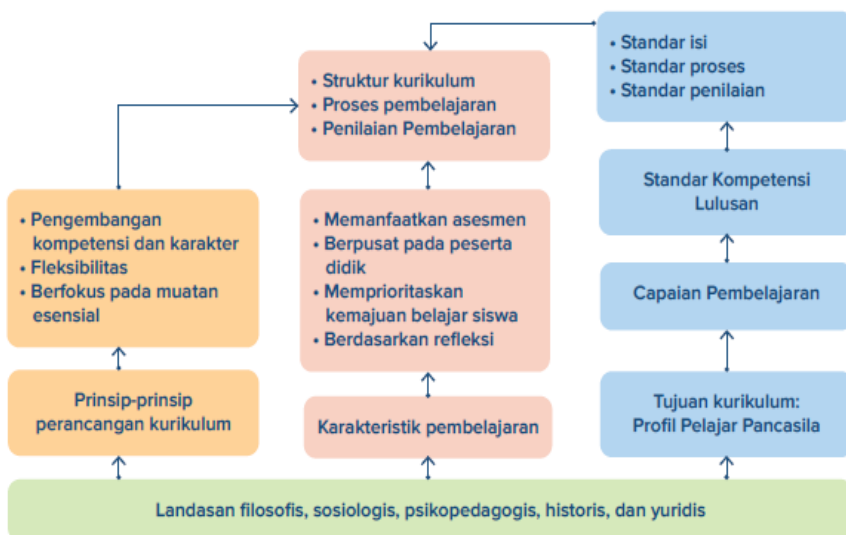 • Struktur kurikulum
• Proses pembelajaran
• Penilaian Pembelajaran
• Standar isi
• Standar proses
• Standar penilaian
Standar Kompetensi
Lulusan
• Pengembangan
kompetensi dan karakter
• Fleksibilitas
• Berfokus pada muatan
esensial
• Memanfaatkan asesmen
• Berpusat pada peserta
didik
• Memprioritaskan
kemajuan belajar siswa
• Berdasarkan refleksi
Capaian Pembelajaran
Prinsip-prinsip
perancangan kurikulum
Karakteristik pembelajaran
Tujuan kurikulum:
Profil Pelajar Pancasila
Landasan filosofis, sosiologis, psikopedagogis, historis, dan yuridis